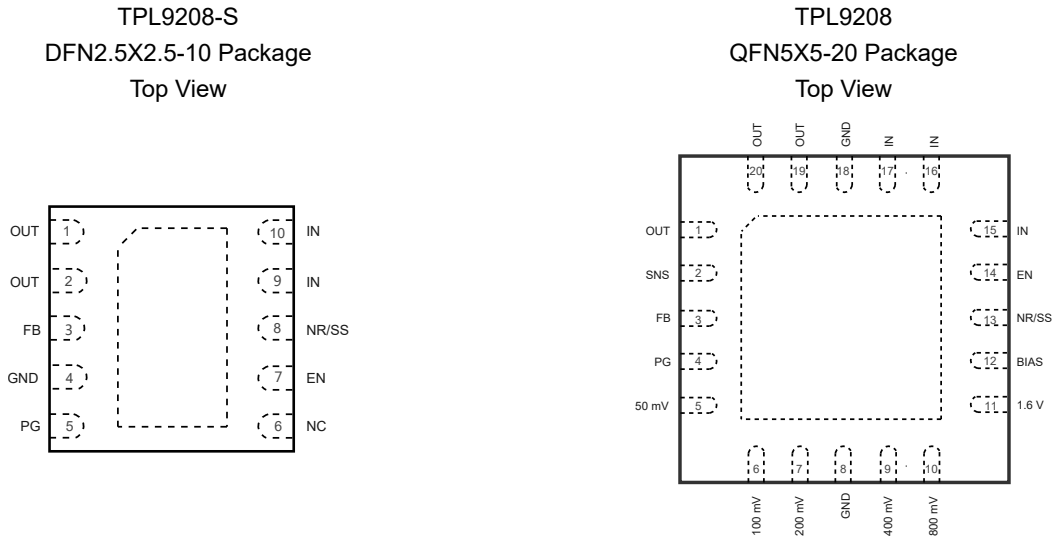 TPL9208-S
DFN2.5X2.5-10 Package
Top View
OUT 1
OUT 2
FB 3
GND 4
PG 5
10 IN
9 IN
8 NR/SS
7 EN
6 NC
TPL9208
QFN5X5-20 Package
Top View
OUT OUT GND IN IN
20 19 18 17 16
OUT 1
SNS 2
FB 3
PG 4
50 mV 5
15 IN
14 EN
13 NR/SS
12 BIAS
11 1.6 V
6 7 8 9 10
100 mV 200 mV GND 400 mV 800 mV